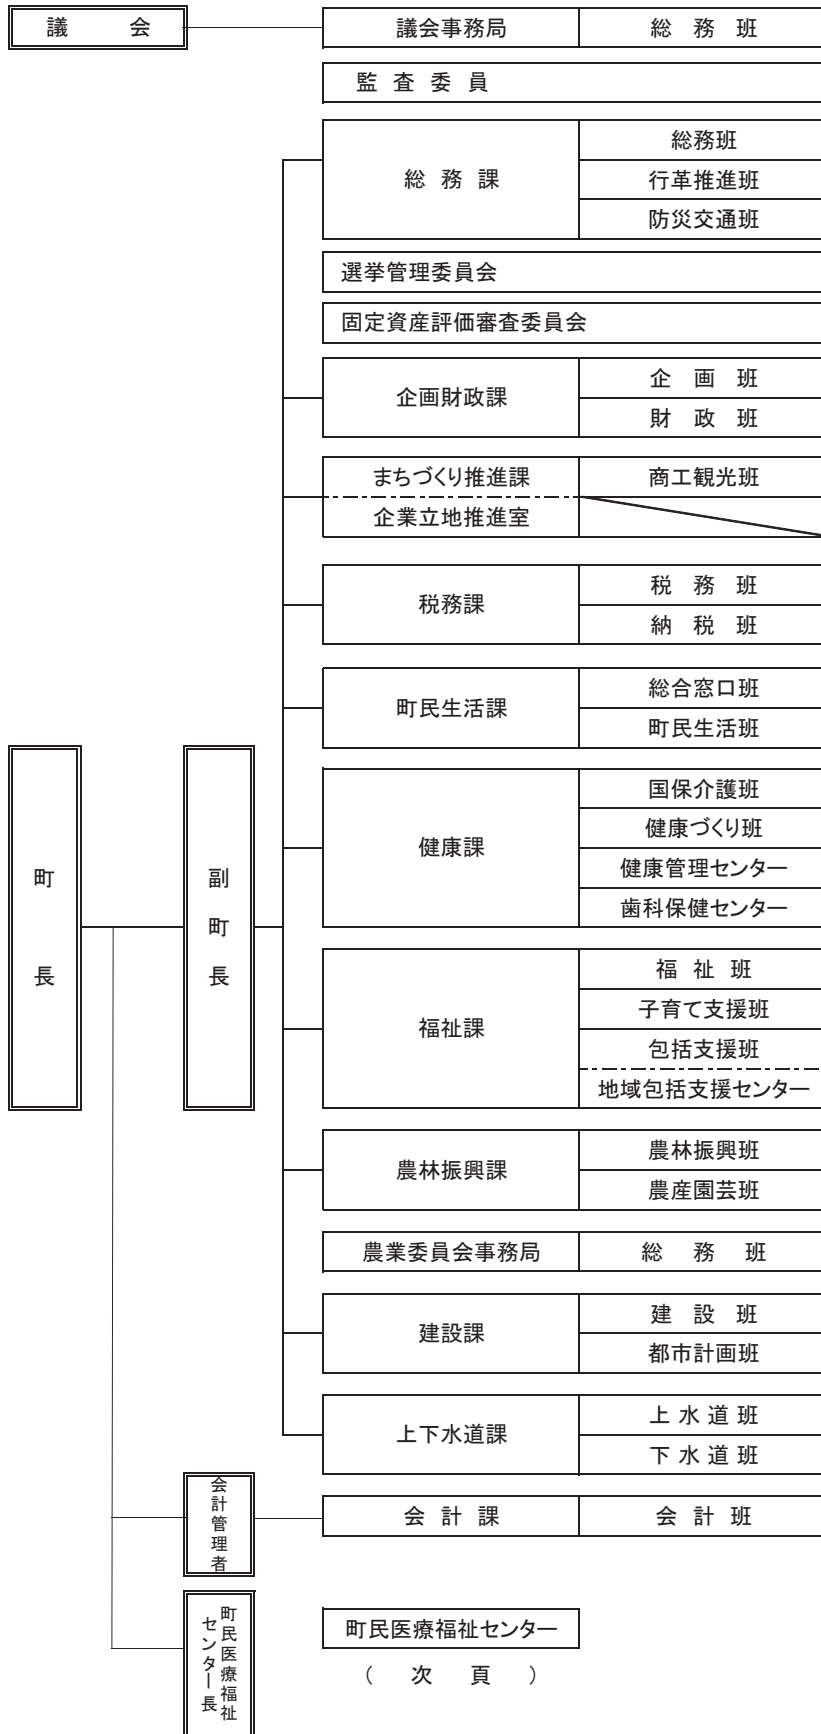 議会
議会事務局 総務班
監査委員
総務課
総務班
行革推進班
防災交通班
選挙管理委員会
固定資産評価審査委員会
企画財政課
企画班
財政班
まちづくり推進課 商工観光班
企業立地推進室
税務課
税務班
納税班
町民生活課
総合窓口班
町民生活班
町長
副町長
健康課
国保介護班
健康づくり班
健康管理センター
歯科保健センター
福祉課
福祉班
子育て支援班
包括支援班
地域包括支援センター
農林振興課
農林振興班
農産園芸班
農業委員会事務局 総務班
建設課
建設班
都市計画班
上下水道課
上水道班
下水道班
会計管理者
会計課 会計班
町民医療福祉
センター長
町民医療福祉センター
（次頁）